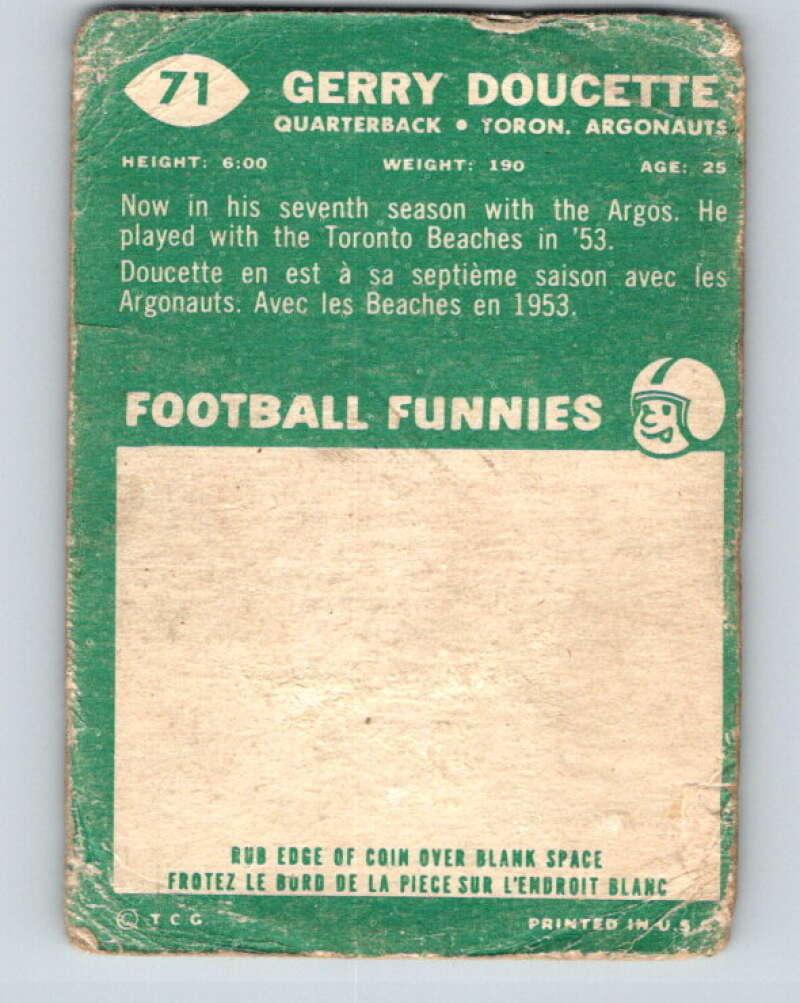 71 GERRY DOUCETTE
QUARTERBACK • TORON. ARGONAUTS
HEIGHT: 6:00 WEIGHT: 190 AGE: 25
Now in his seventh season with the Argos. He
played with the Toronto Beaches in '53.
Doucette en est à sa septième saison avec les
Argonauts. Avec les Beaches en 1953.
FOOTBALL FUNNIES
RUB EDGE OF COIN OVER BLANK SPACE
FROTEZ LE BORD DE LA PIECE SUR L'ENDROIT BLANC
© T C G PRINTED IN U.S.A.